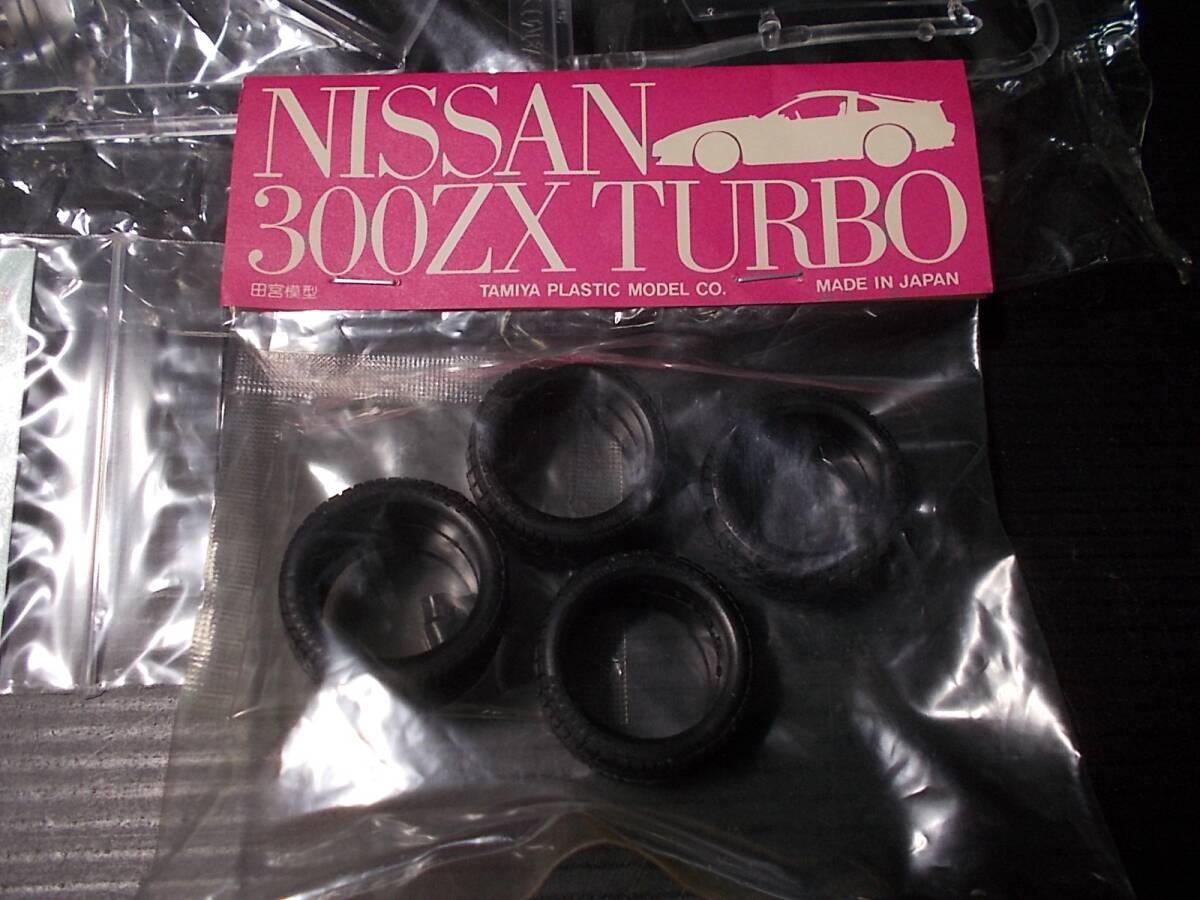 NISSAN
300ZX TURBO
田宮模型 TAMIYA PLASTIC MODEL CO. MADE IN JAPAN